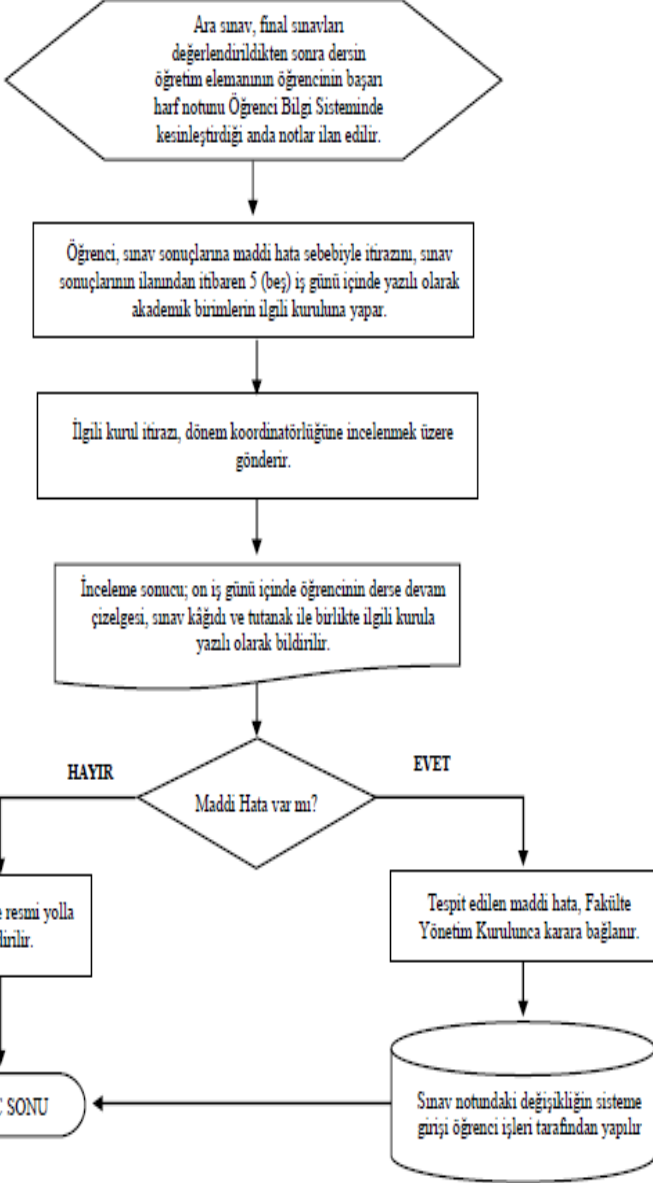 Ara sınav, final sınavları
değerlendirildikten sonra dersin
öğretim elemanının öğrencinin başarı
harf notunu Öğrenci Bilgi Sisteminde
kesinleştirdiği anda notlar ilan edilir.
Öğrenci, sınav sonuçlarına maddi hata sebebiyle itirazını, sınav
sonuçlarının ilanından itibaren 5 (beş) iş günü içinde yazılı olarak
akademik birimlerin ilgili kuruluna yapar.
İlgili kurul itirazı, dönem koordinatörlüğüne incelenmek üzere
gönderir.
İnceleme sonucu; on iş günü içinde öğrencinin derse devam
çizelgesi, sınav kâğıdı ve tutanak ile birlikte ilgili kurula
yazılı olarak bildirilir.
HAYIR
EVET
Maddi Hata var mı?
resmi yolla
Tespit edilen maddi hata, Fakülte
Yönetim Kurulunca karara bağlanır.
SONU
Sınav notundaki değişikliğin sisteme
girişi öğrenci işleri tarafından yapılır